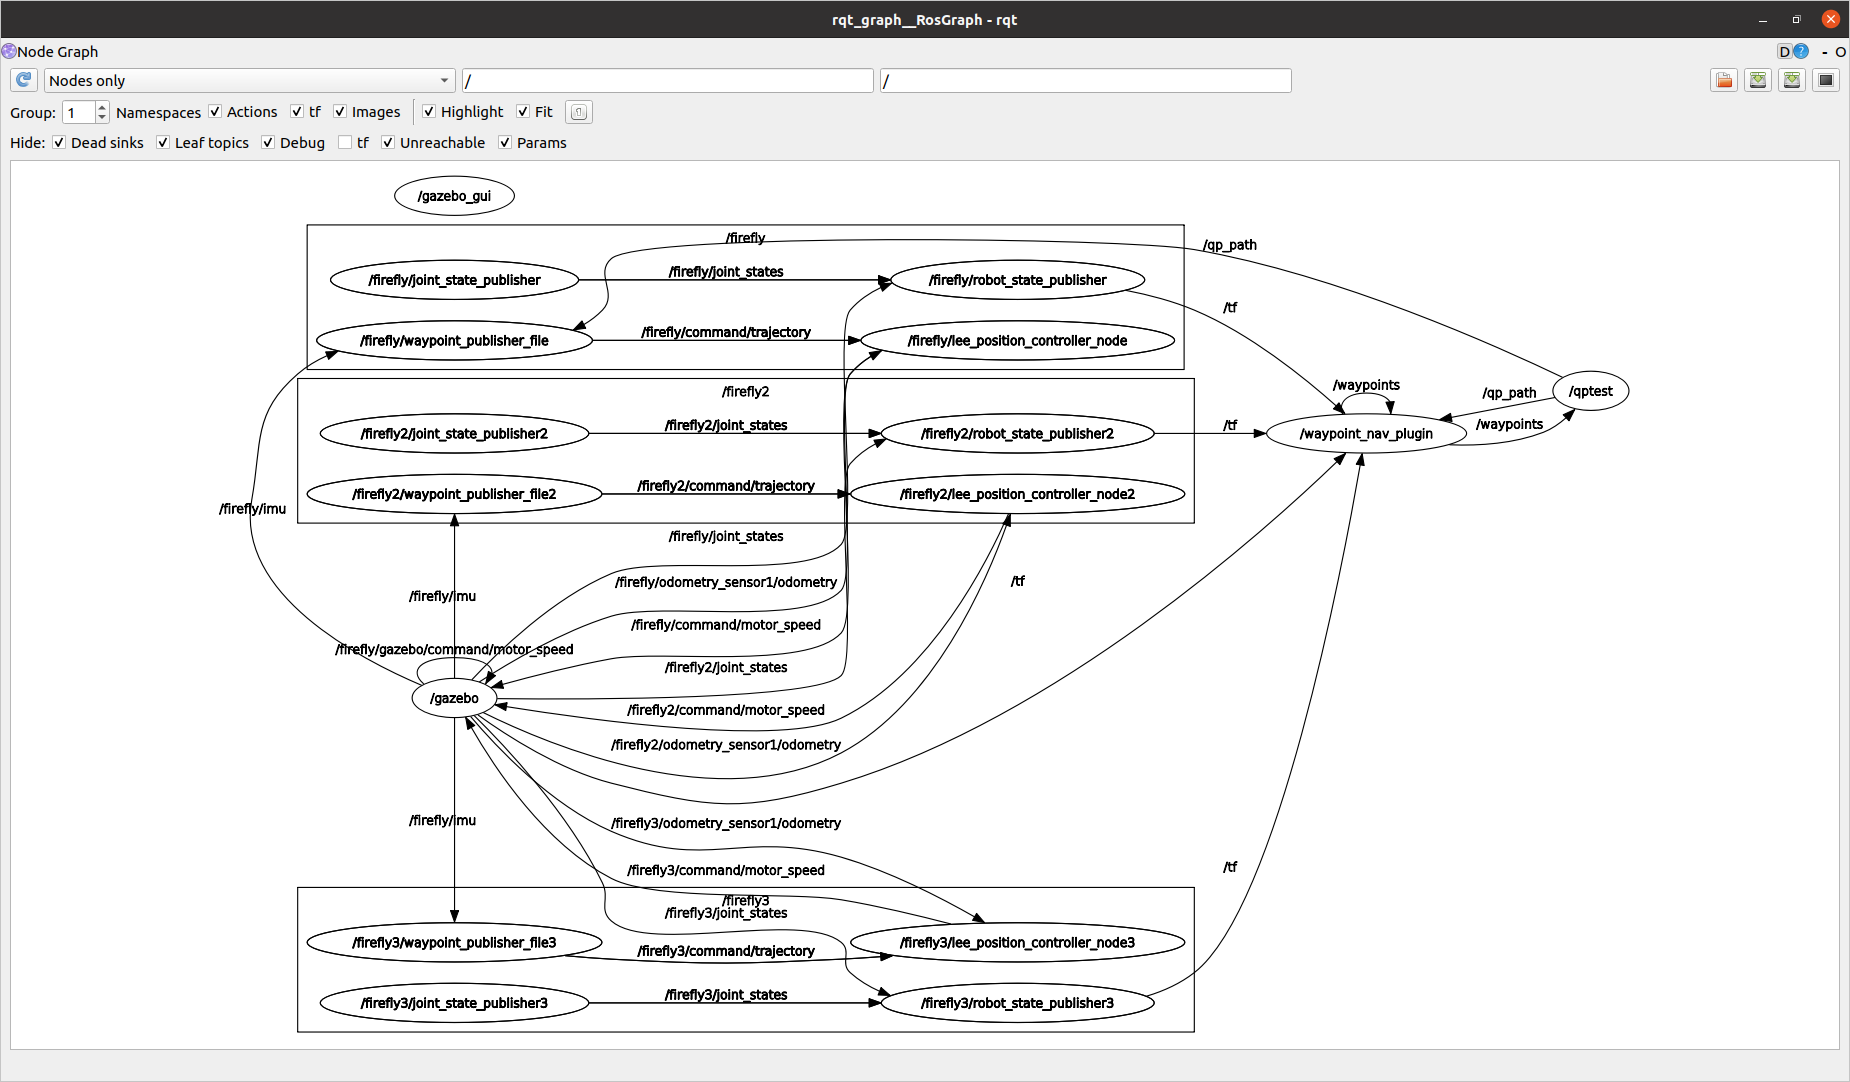 rqt_graph__RosGraph - rqt
Node Graph
D
- O
Nodes only
/
/
Group: 1 Namespaces Actions tf Images Highlight Fit
Hide: Dead sinks Leaf topics Debug tf Unreachable Params
/gazebo_gui
/firefly
/qp_path
/firefly/joint_state_publisher
/firefly/joint_states
/firefly/robot_state_publisher
/tf
/firefly/waypoint_publisher_file
/firefly/command/trajectory
/firefly/lee_position_controller_node
/firefly2
/waypoints
/qp_path
/qptest
/firefly2/joint_state_publisher2
/firefly2/joint_states
/firefly2/robot_state_publisher2
/tf
/waypoint_nav_plugin
/waypoints
/firefly2/waypoint_publisher_file2
/firefly2/command/trajectory
/firefly2/lee_position_controller_node2
/firefly/imu
/firefly/joint_states
/firefly/odometry_sensor1/odometry
/tf
/firefly/imu
/firefly/command/motor_speed
/firefly/gazebo/command/motor_speed
/firefly2/joint_states
/gazebo
/firefly2/command/motor_speed
/firefly2/odometry_sensor1/odometry
/firefly/imu
/firefly3/odometry_sensor1/odometry
/firefly3/command/motor_speed
/tf
/firefly3
/firefly3/joint_states
/firefly3/waypoint_publisher_file3
/firefly3/command/trajectory
/firefly3/lee_position_controller_node3
/firefly3/joint_state_publisher3
/firefly3/joint_states
/firefly3/robot_state_publisher3